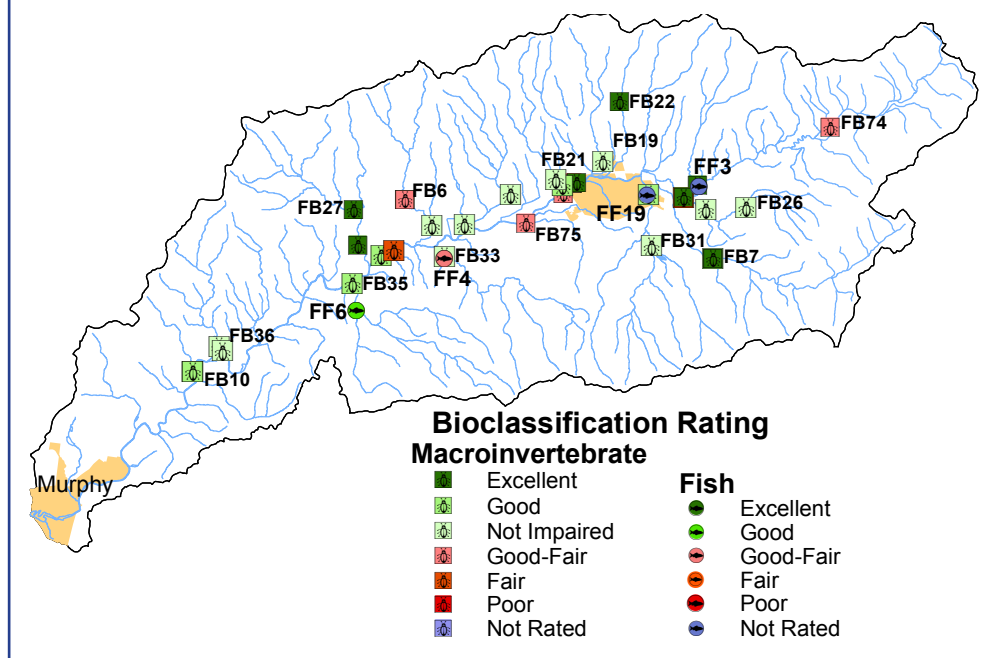 FB22
FB74
FB19
FB21
FF3
FB6
FB27
FF19
FB26
FB75
FB31
FB7
FB33
FF4
FB35
FF6
FB36
FB10
Murphy
Bioclassification Rating
Macroinvertebrate
Excellent
Good
Not Impaired
Good-Fair
Fair
Poor
Not Rated
Fish
Excellent
Good
Good-Fair
Fair
Poor
Not Rated